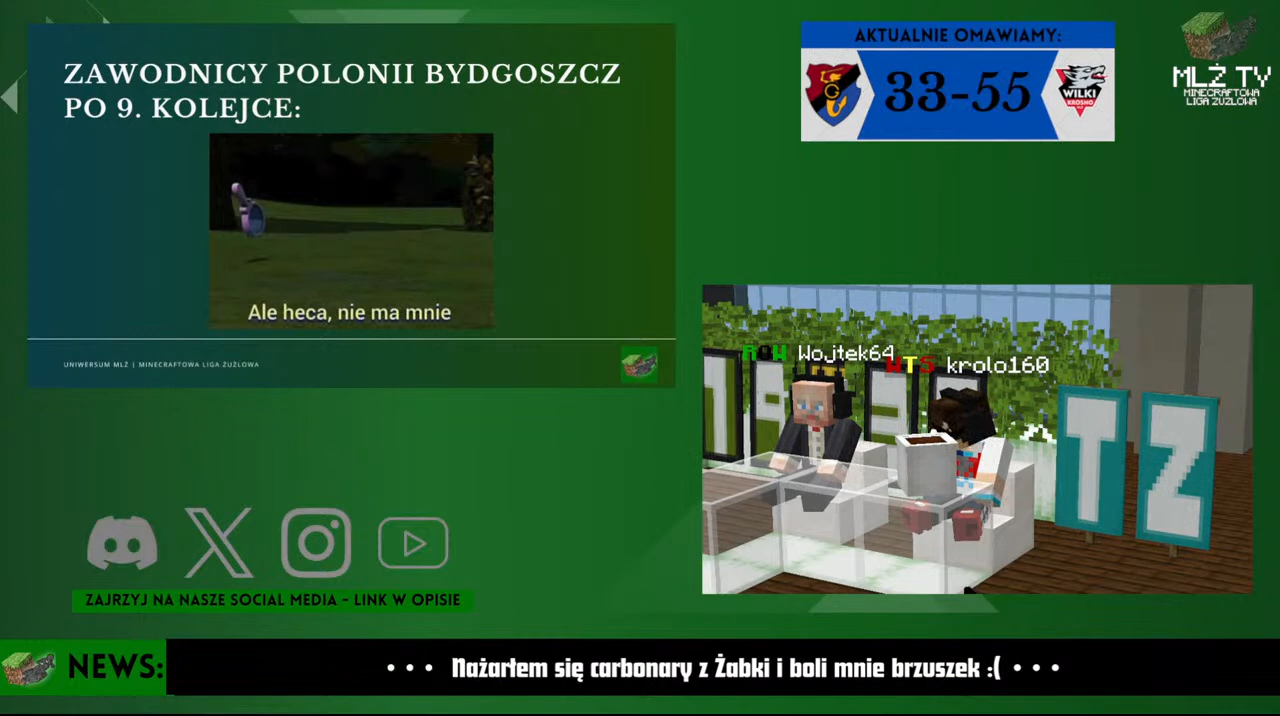 ZAWODNICY POLONII BYDGOSZCZ
PO 9. KOLEJCE:
Ale heca, nie ma mnie
UNIWERSUM MLŻ | MINECRAFTOWA LIGA ŻUŻLOWA
AKTUALNIE OMAWIAMY:
33-55
WILKI
KROSNO
MLŻ TV
MINECRAFTOWA
LIGA ŻUŻLOWA
ROW Wojtek64
WTS krolo160
T Z
ZAJRZYJ NA NASZE SOCIAL MEDIA - LINK W OPISIE
NEWS:
• • • Nażarłem się carbonary z Żabki i boli mnie brzuszek :( • • •